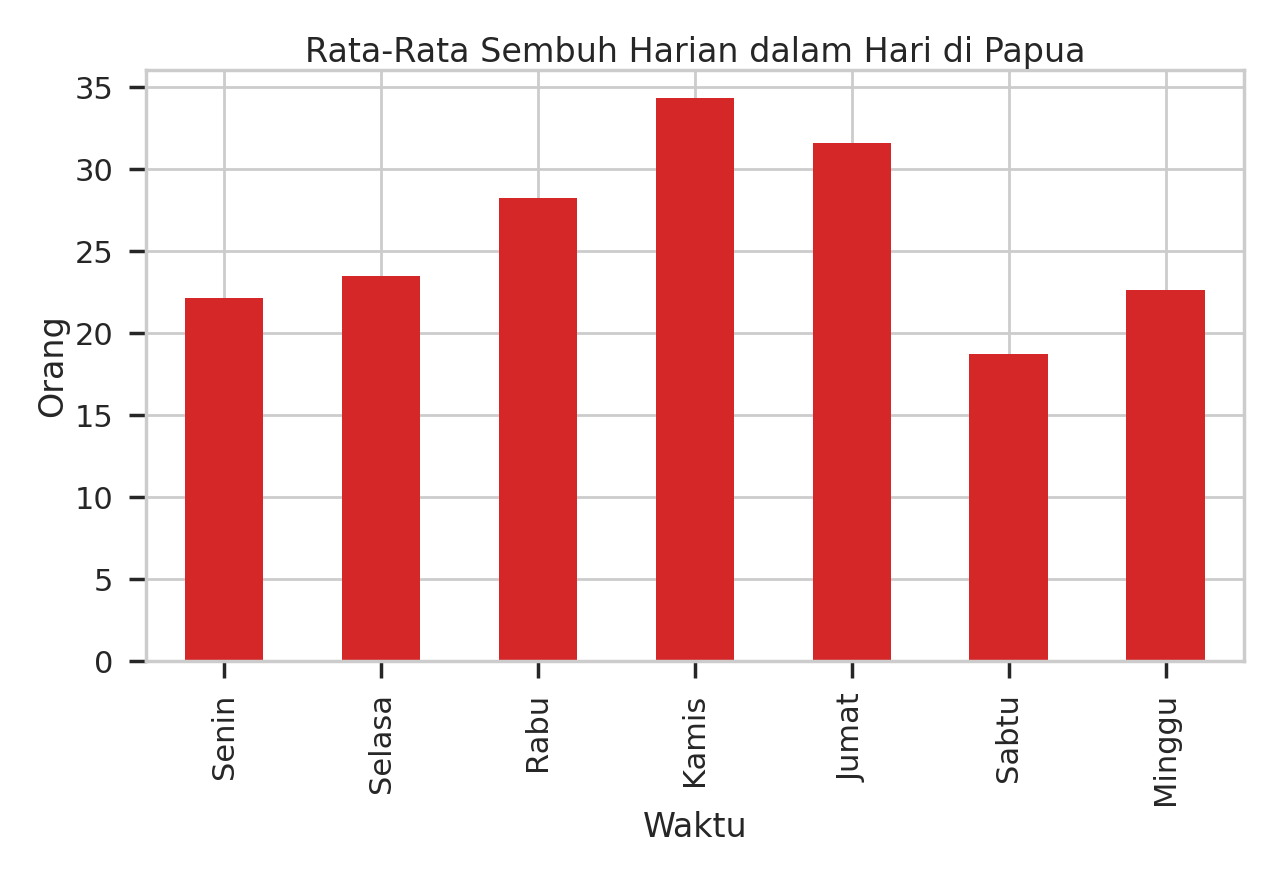 Rata-Rata Sembuh Harian dalam Hari di Papua
Orang
35
30
25
20
15
10
5
0
Senin
Selasa
Rabu
Kamis
Jumat
Sabtu
Minggu
Waktu